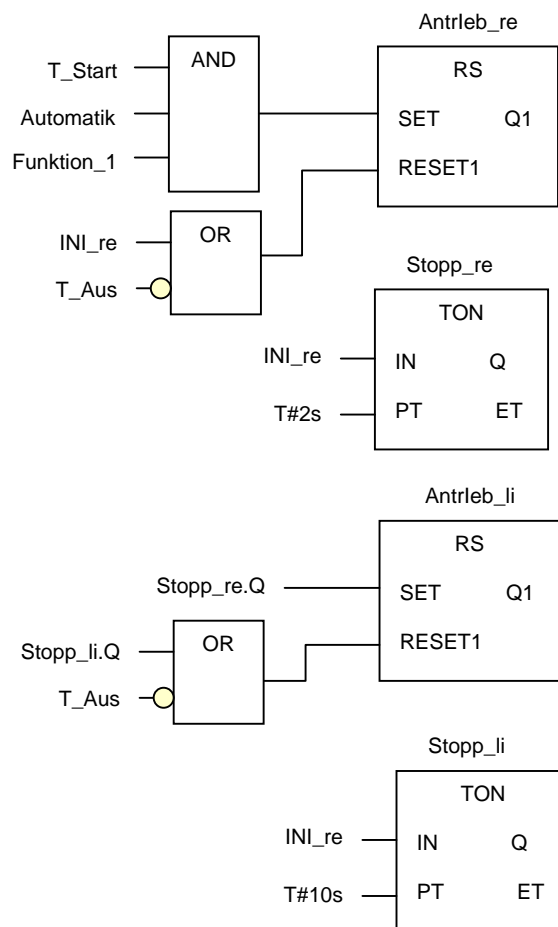 AntrIeb_re
AND
RS
T_Start
Automatik
SET Q1
Funktion_1
RESET1
OR
INI_re
T_Aus
Stopp_re
TON
INI_re
IN Q
T#2s
PT ET
AntrIeb_li
RS
Stopp_re.Q
SET Q1
OR
RESET1
Stopp_li.Q
T_Aus
Stopp_li
TON
INI_re
IN Q
T#10s
PT ET